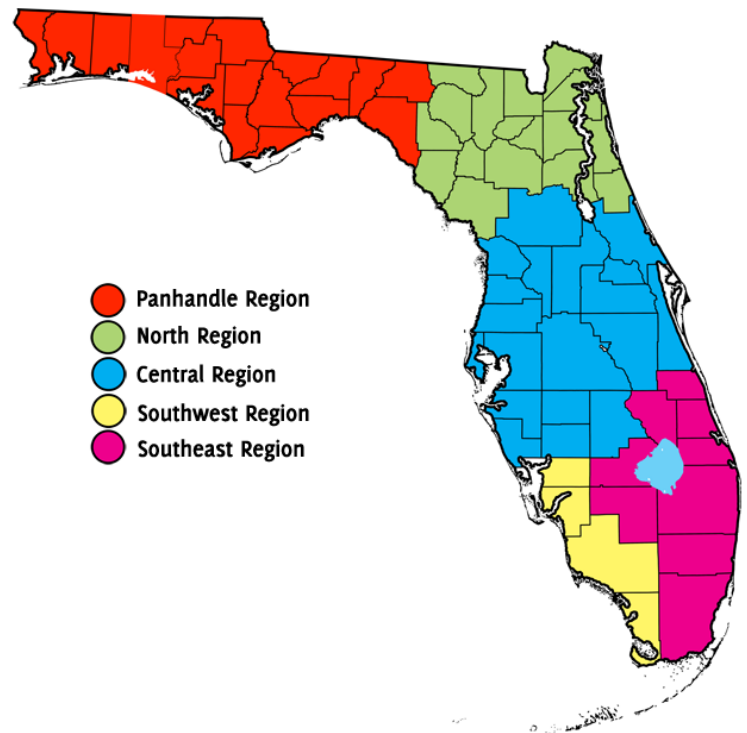 Panhandle Region
North Region
Central Region
Southwest Region
Southeast Region